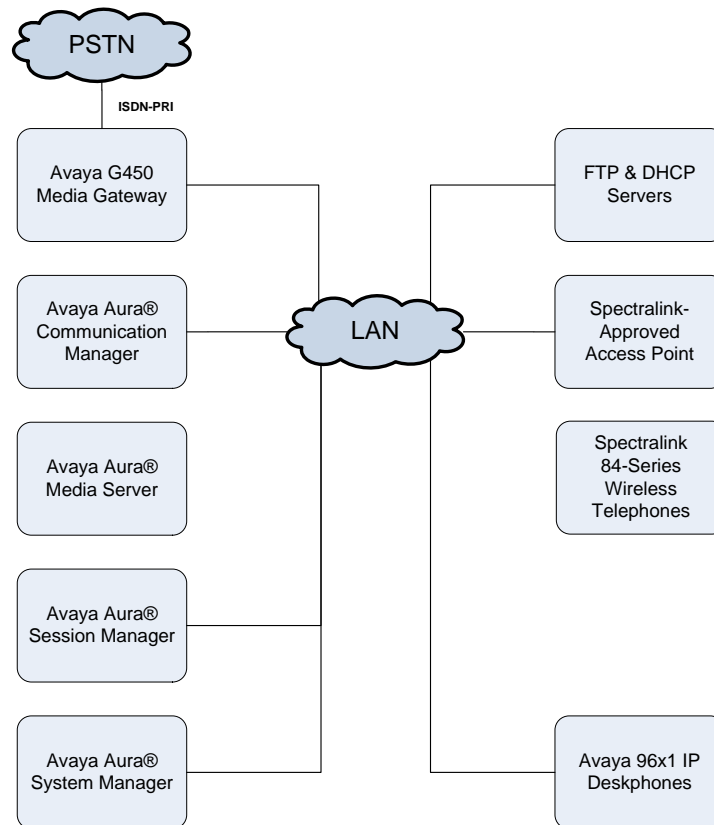 PSTN
ISDN-PRI
Avaya G450
Media Gateway
FTP & DHCP
Servers
Avaya Aura®
Communication
Manager
LAN
Spectralink-
Approved
Access Point
Avaya Aura®
Media Server
Spectralink
84-Series
Wireless
Telephones
Avaya Aura®
Session Manager
Avaya Aura®
System Manager
Avaya 96x1 IP
Deskphones